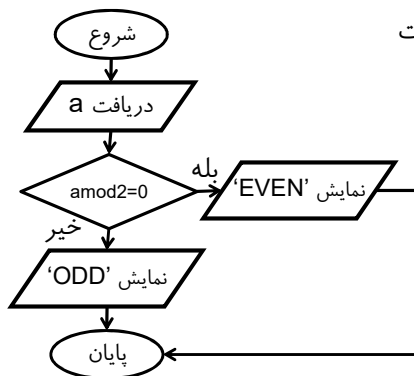 ت
شروع
دریافت a
amod2=0
بله
نمایش 'EVEN'
خیر
نمایش 'ODD'
پایان